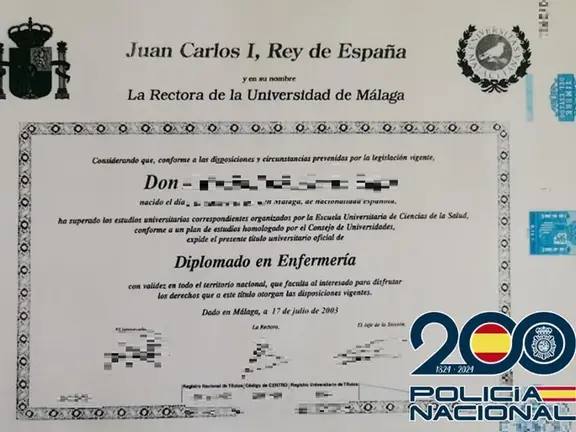 Juan Carlos I, Rey de España
y en su nombre
La Rectora de la Universidad de Málaga
TIMBRE
DEL ESTADO
Considerando que, conforme a las disposiciones y circunstancias prevenidas por la legislación vigente,
Don
nacido el día en Málaga, de nacionalidad española,
ha superado los estudios universitarios correspondientes organizados por la Escuela Universitaria de Ciencias de la Salud,
conforme a un plan de estudios homologado por el Consejo de Universidades,
expide el presente título universitario oficial de
Diplomado en Enfermería
con validez en todo el territorio nacional, que faculta al interesado para disfrutar
los derechos que a este título otorgan las disposiciones vigentes.
Dado en Málaga, a 17 de julio de 2003
El interesado, La Rectora, El Jefe de la Sección,
Registro Nacional de Títulos Código de CENTRO Registro Universitario de Títulos
200
1824 - 2024
POLICIA
NACIONAL